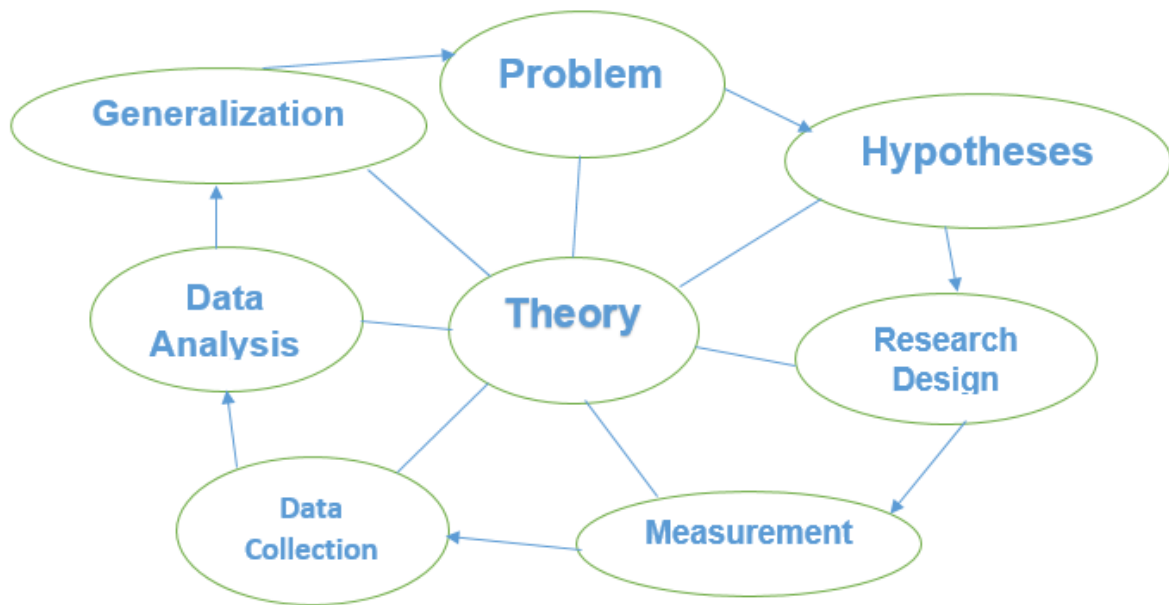 Problem
Generalization
Hypotheses
Theory
Data
Analysis
Research
Design
Data
Collection
Measurement